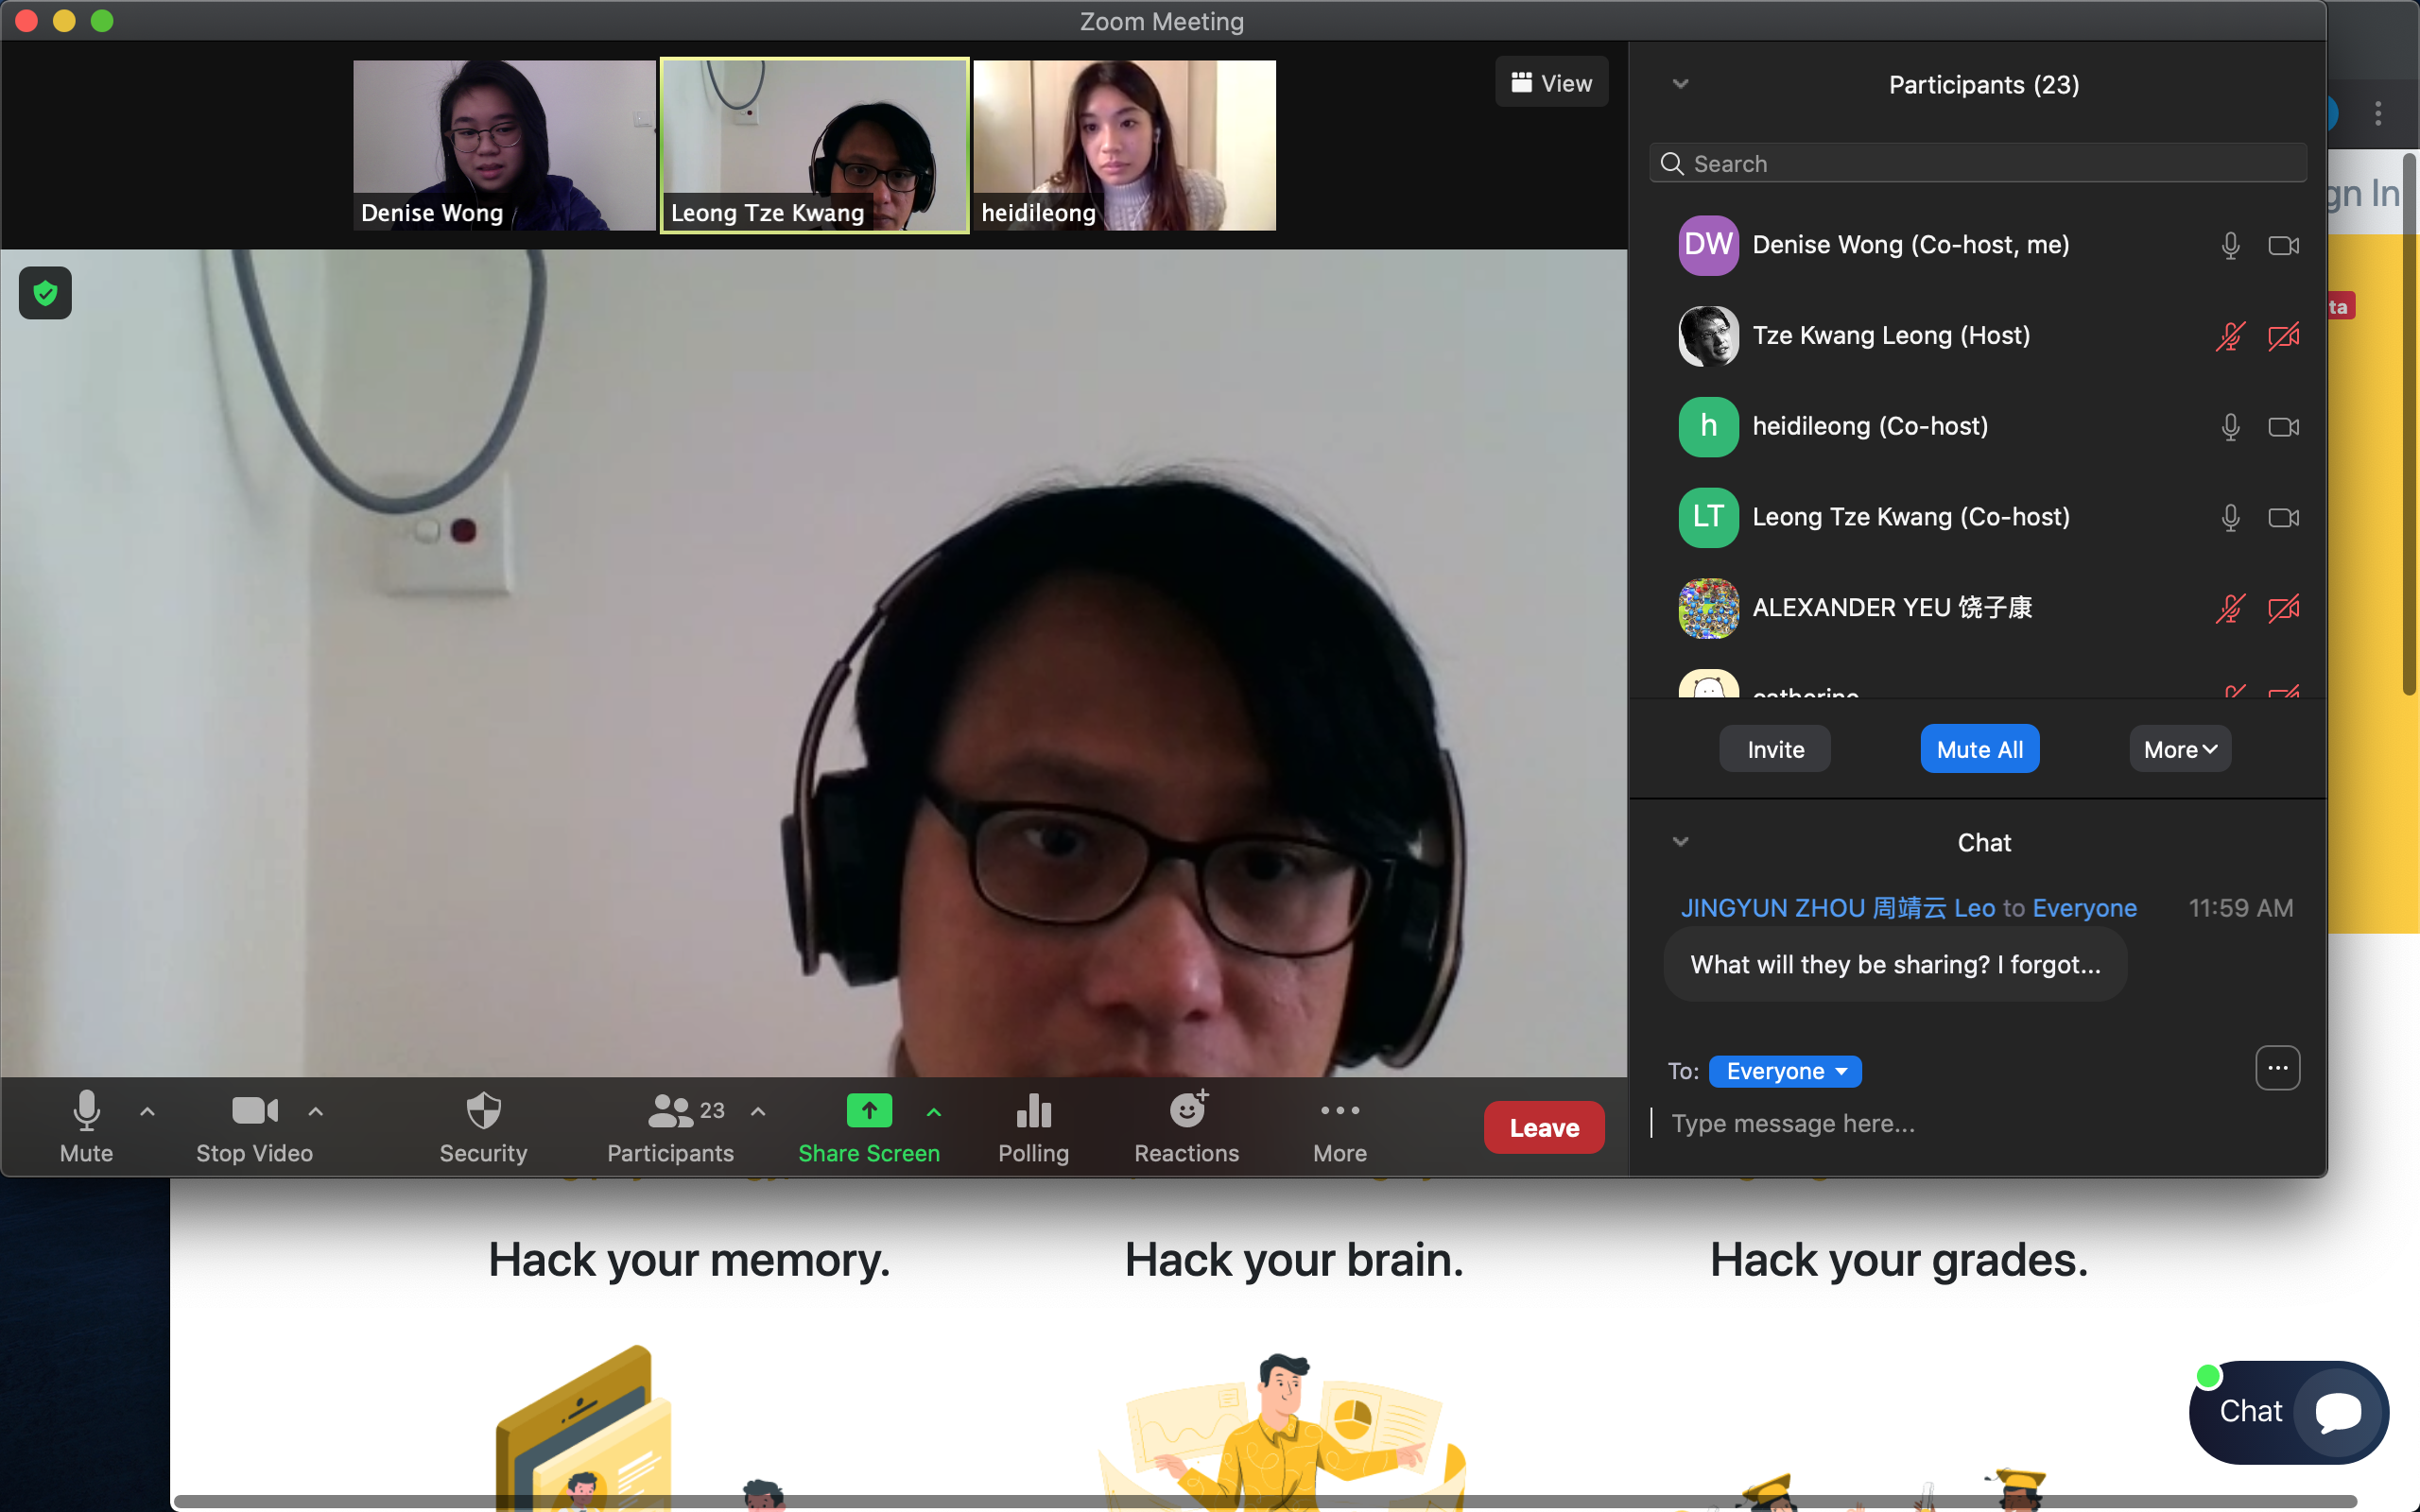 Zoom Meeting
View
Denise Wong
Leong Tze Kwang
heidileong
Participants (23)
Search
DW Denise Wong (Co-host, me)
Tze Kwang Leong (Host)
h heidileong (Co-host)
LT Leong Tze Kwang (Co-host)
ALEXANDER YEU 饶子康
Invite
Mute All
More
Chat
JINGYUN ZHOU 周靖云 Leo to Everyone 11:59 AM
What will they be sharing? I forgot...
To: Everyone
Type message here...
Mute
Stop Video
Security
23
Participants
Share Screen
Polling
Reactions
More
Leave
gn In
ta
Hack your memory.
Hack your brain.
Hack your grades.
Chat